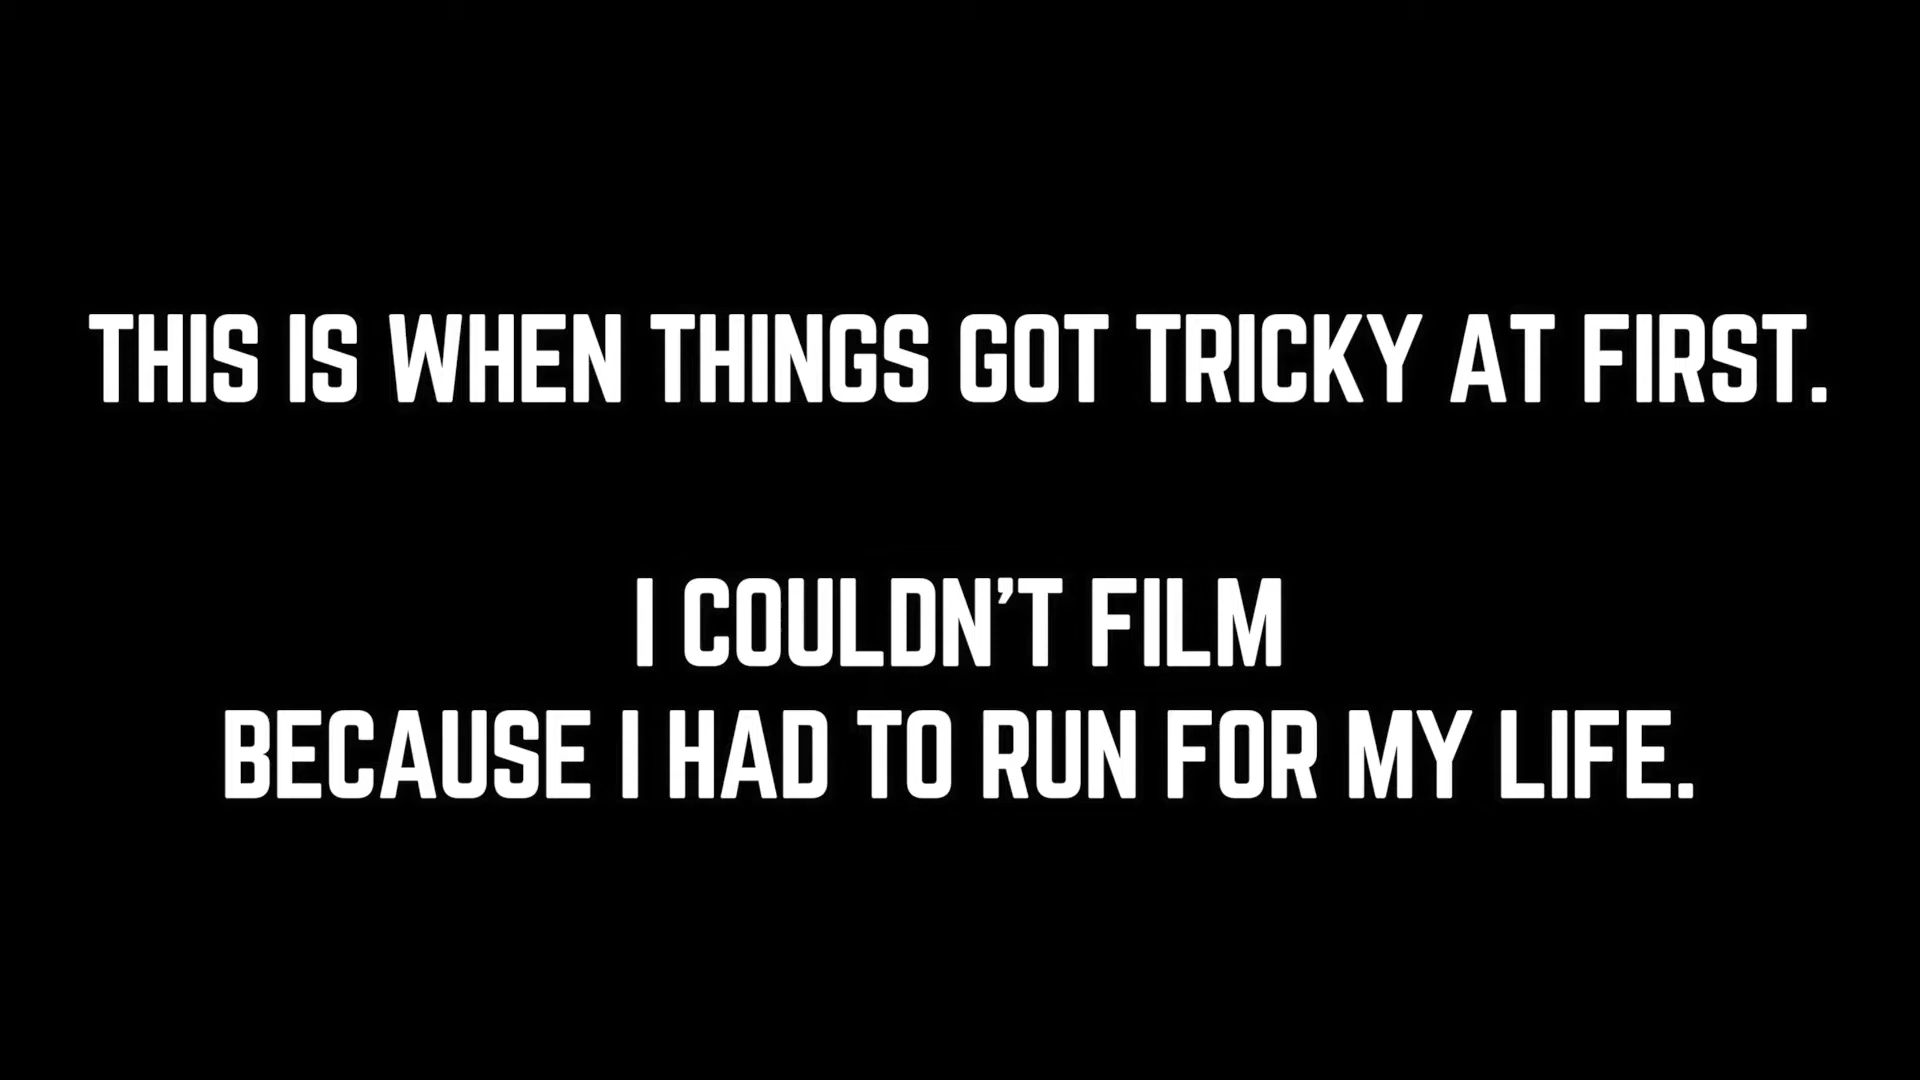 THIS IS WHEN THINGS GOT TRICKY AT FIRST.
I COULDN’T FILM
BECAUSE I HAD TO RUN FOR MY LIFE.